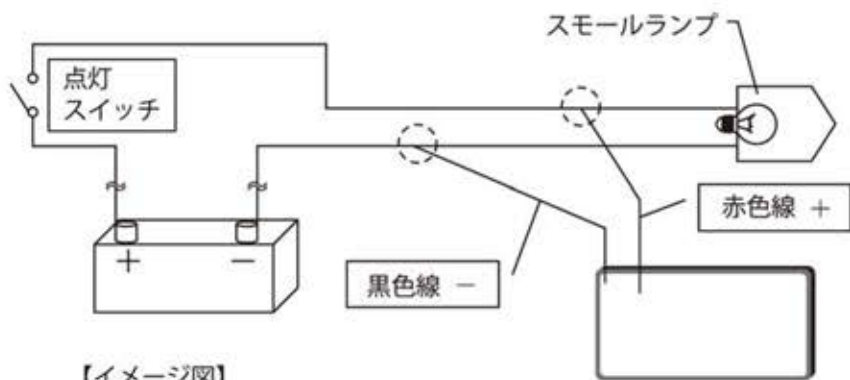 スモールランプ
点灯
スイッチ
赤色線 +
+ −
黒色線 −
【イメージ図】